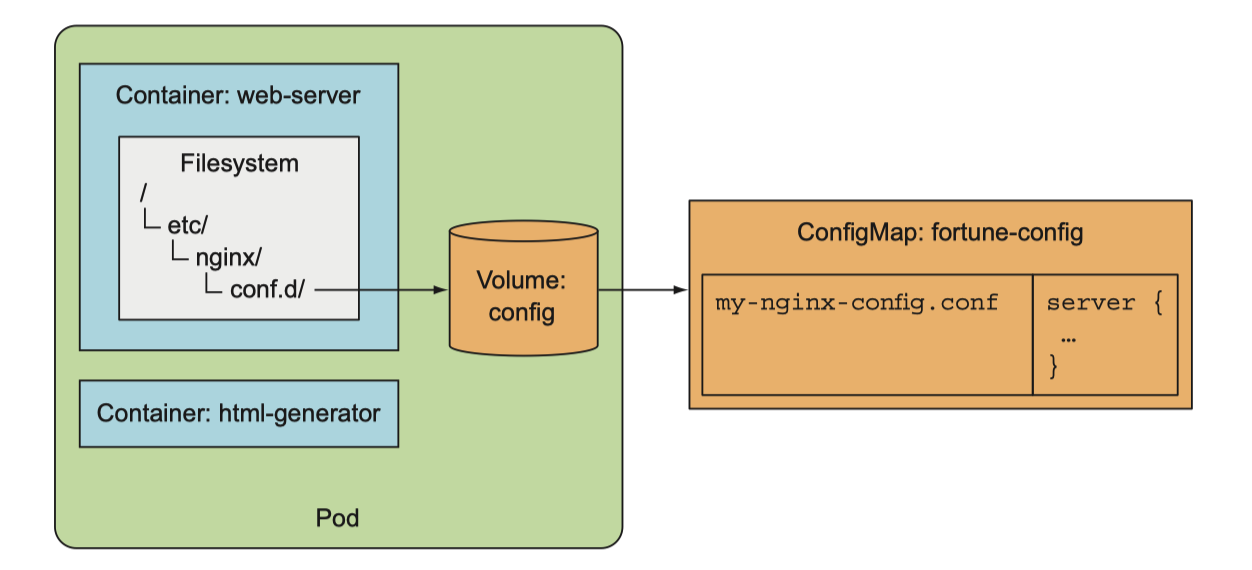 Container: web-server
Filesystem
/
etc/
nginx/
conf.d/
Volume:
config
ConfigMap: fortune-config
my-nginx-config.conf
server {
…
}
Container: html-generator
Pod